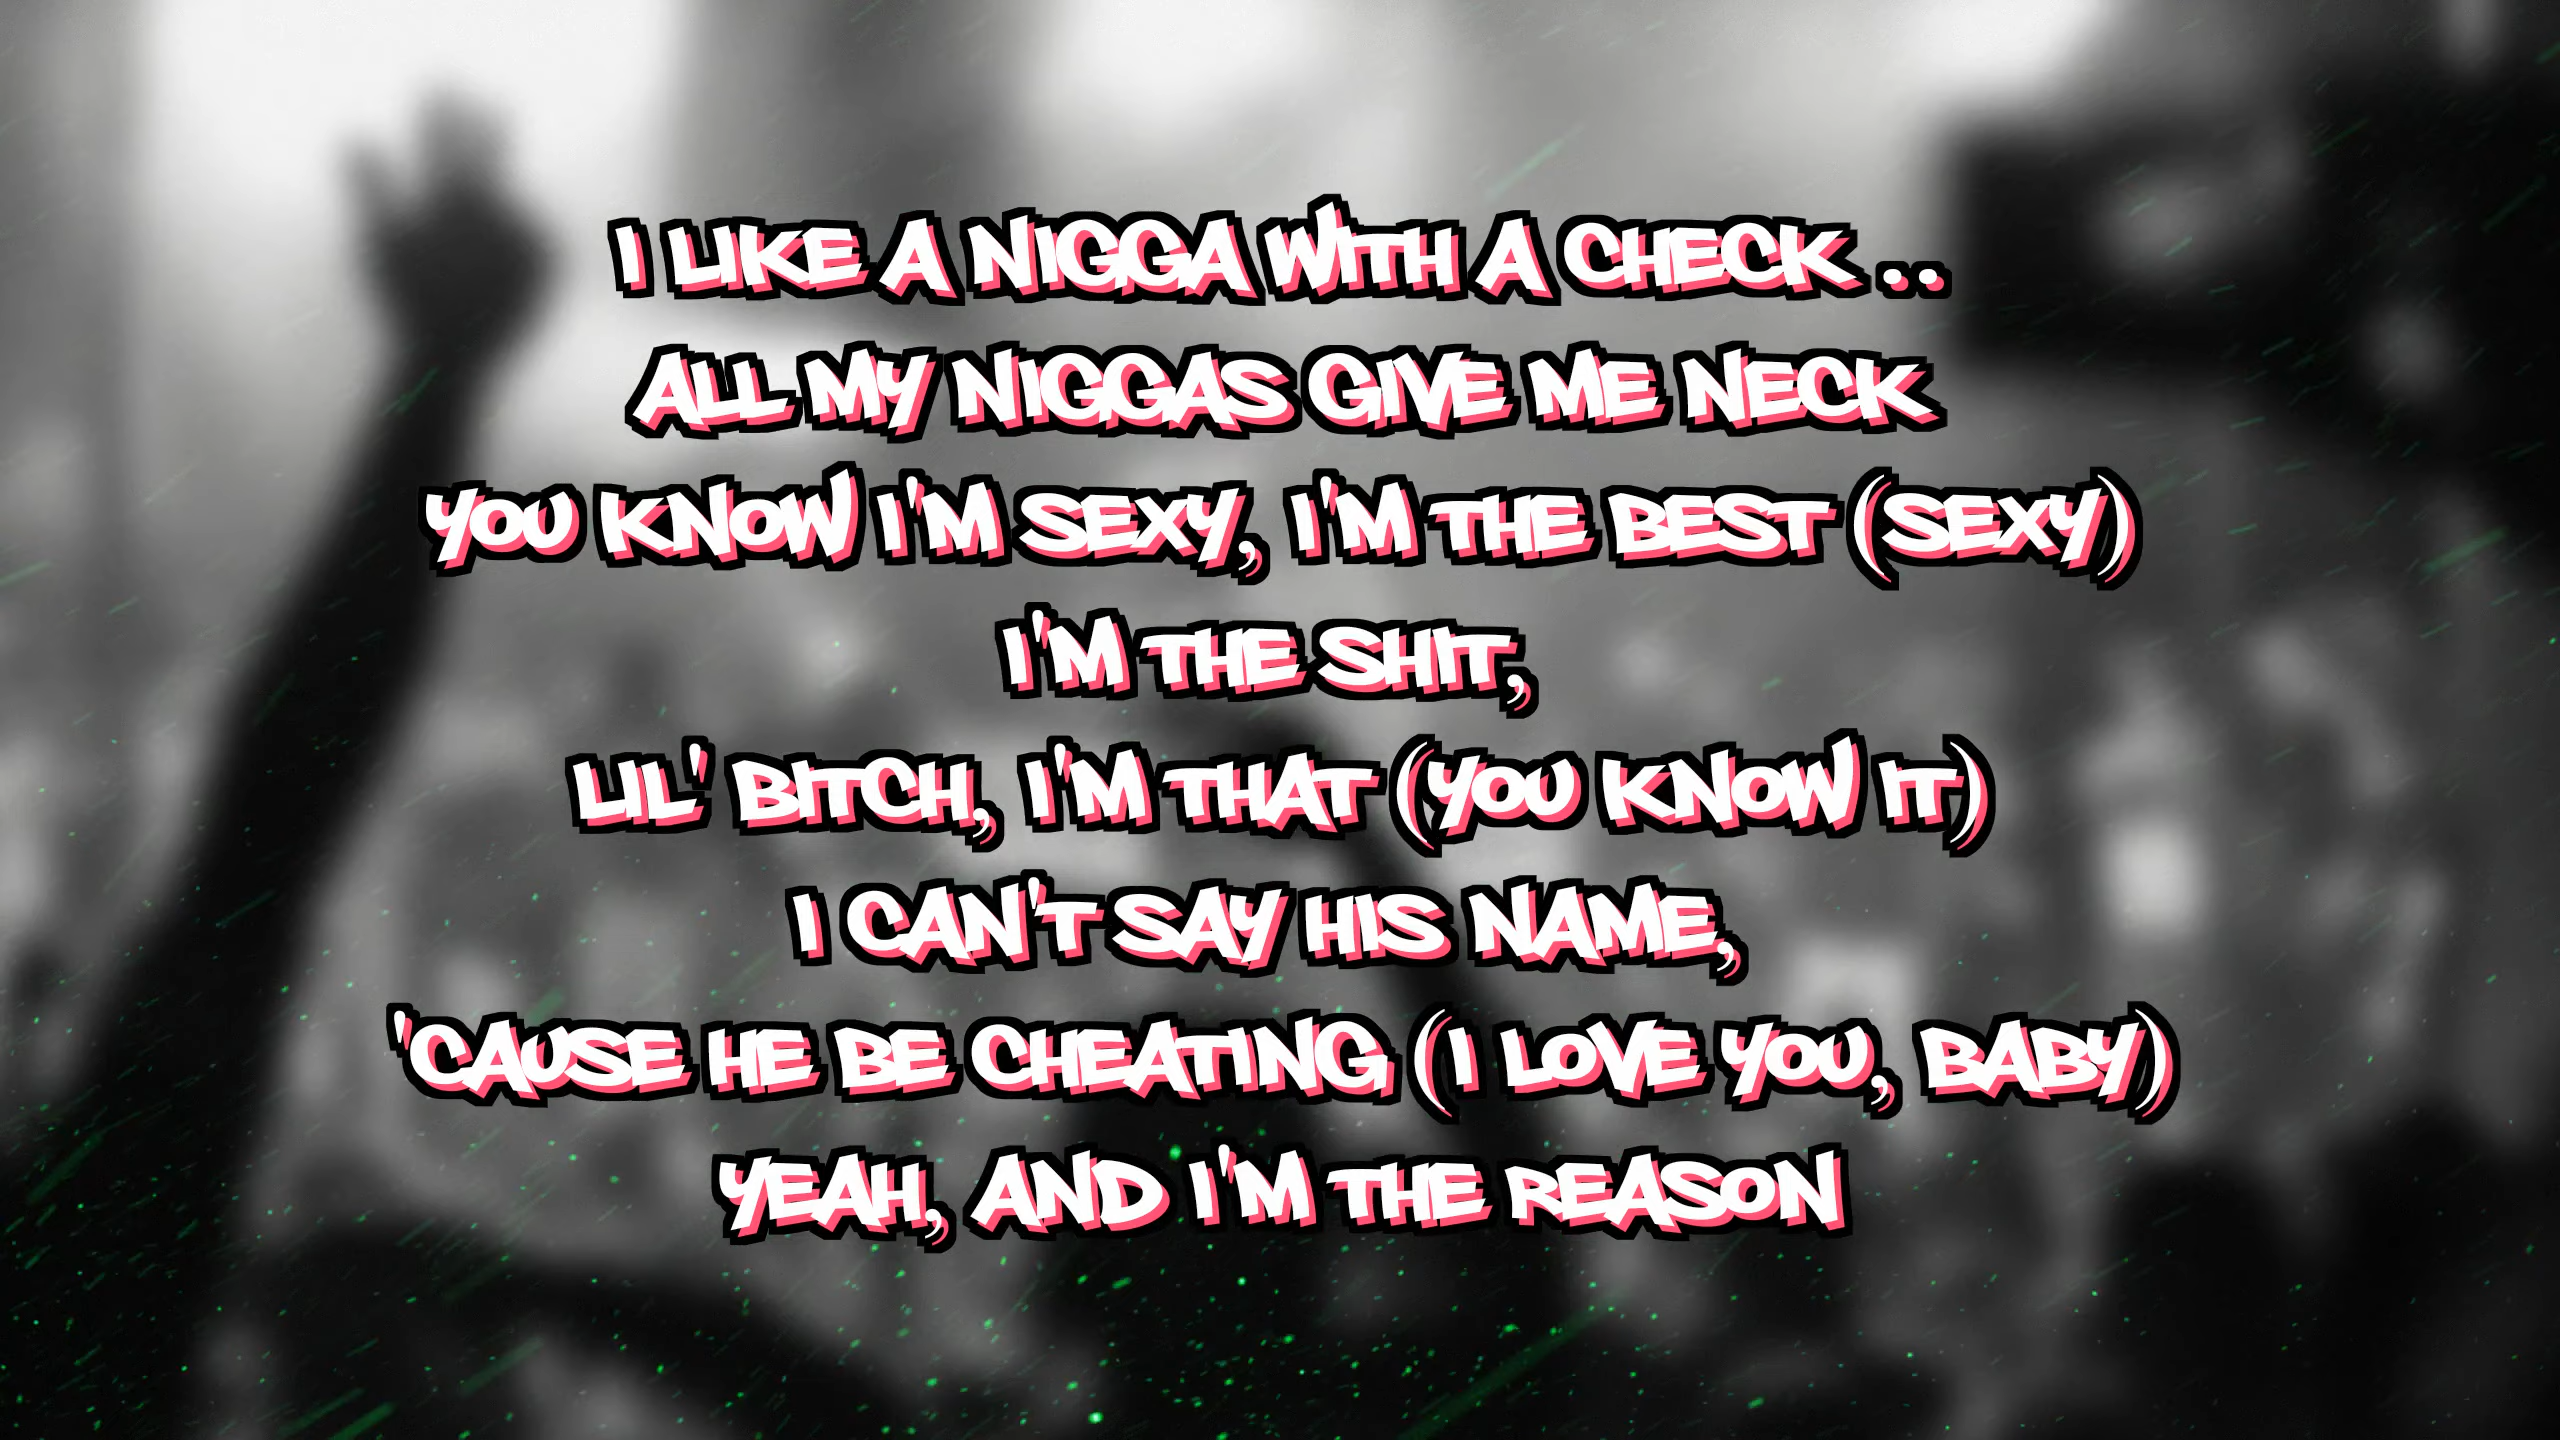 I LIKE A NIGGA WITH A CHECK ..
ALL MY NIGGAS GIVE ME NECK
YOU KNOW I'M SEXY, I'M THE BEST (SEXY)
I'M THE SHIT,
LIL' BITCH, I'M THAT (YOU KNOW IT)
I CAN'T SAY HIS NAME,
'CAUSE HE BE CHEATING (I LOVE YOU, BABY)
YEAH, AND I'M THE REASON